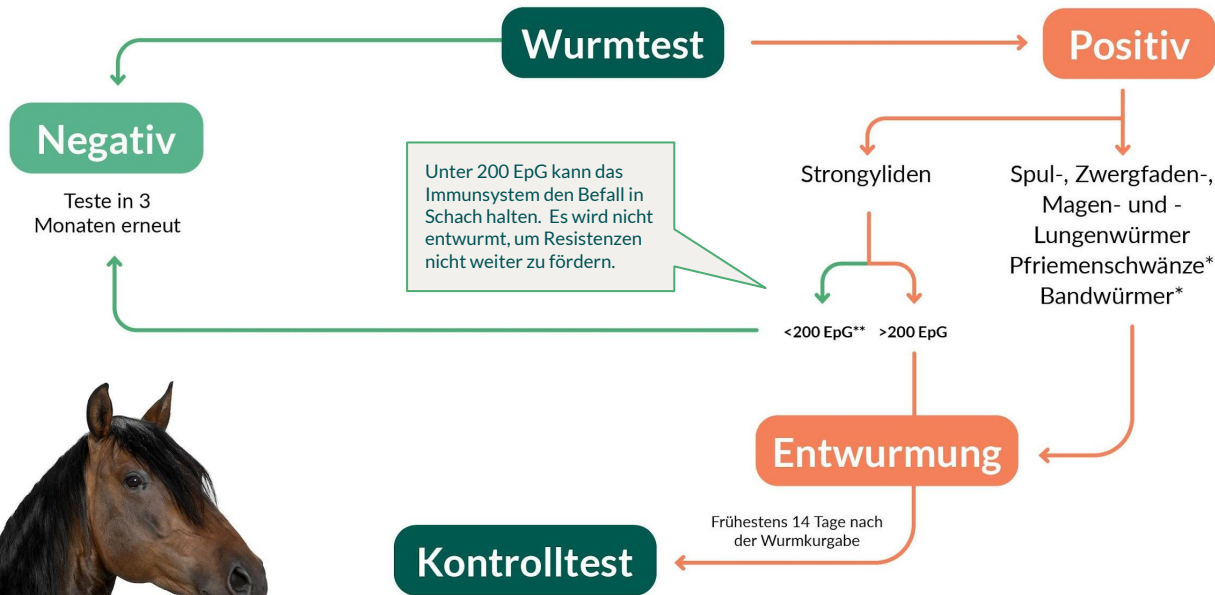 Wurmtest
Positiv
Negativ
Teste in 3
Monaten erneut
Unter 200 EpG kann das
Immunsystem den Befall in
Schach halten. Es wird nicht
entwurmt, um Resistenzen
nicht weiter zu fördern.
Strongyliden
Spul-, Zwergfaden-,
Magen- und -
Lungenwürmer
Pfriemenschwänze*
Bandwürmer*
<200 EpG** >200 EpG
Entwurmung
Frühestens 14 Tage nach
der Wurmkurgabe
Kontrolltest